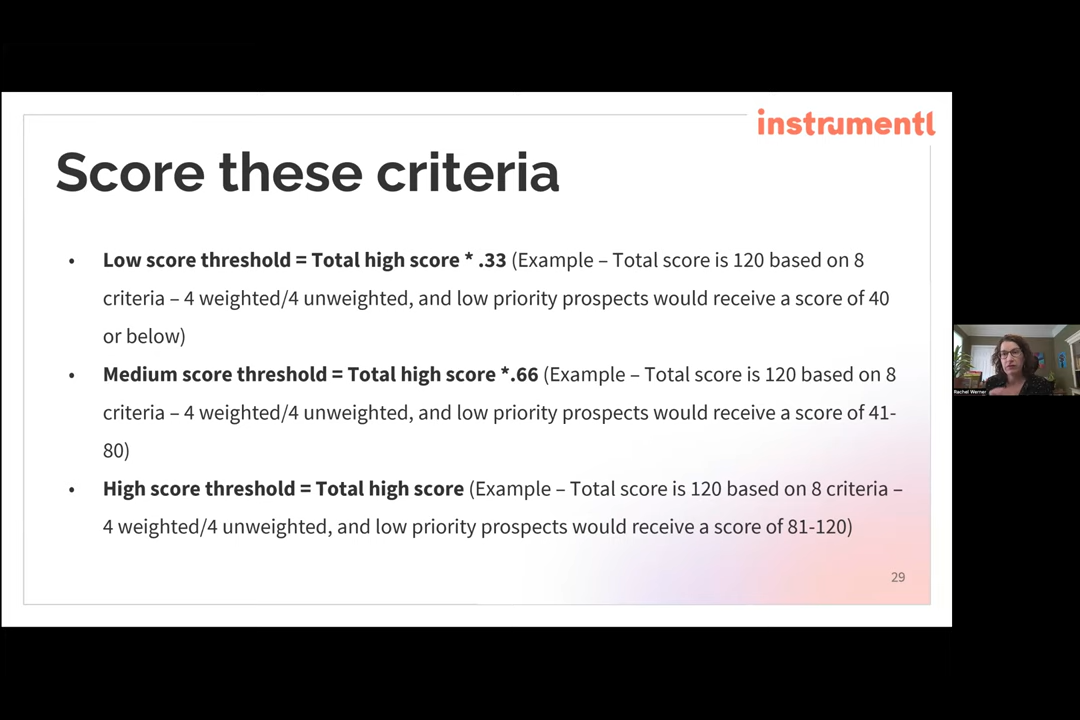 instrumentl
Score these criteria
• Low score threshold = Total high score * .33 (Example – Total score is 120 based on 8
criteria – 4 weighted/4 unweighted, and low priority prospects would receive a score of 40
or below)
• Medium score threshold = Total high score *.66 (Example – Total score is 120 based on 8
criteria – 4 weighted/4 unweighted, and low priority prospects would receive a score of 41-
80)
• High score threshold = Total high score (Example – Total score is 120 based on 8 criteria –
4 weighted/4 unweighted, and low priority prospects would receive a score of 81-120)
29
Rachel Werner